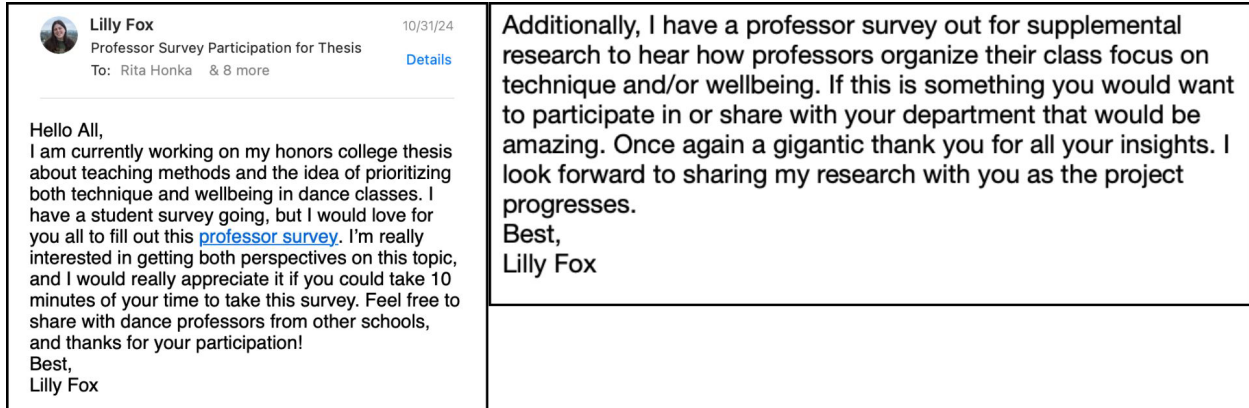 Lilly Fox
10/31/24
Professor Survey Participation for Thesis
Details
To: Rita Honka & 8 more
Hello All,
I am currently working on my honors college thesis
about teaching methods and the idea of prioritizing
both technique and wellbeing in dance classes. I
have a student survey going, but I would love for
you all to fill out this professor survey. I'm really
interested in getting both perspectives on this topic,
and I would really appreciate it if you could take 10
minutes of your time to take this survey. Feel free to
share with dance professors from other schools,
and thanks for your participation!
Best,
Lilly Fox
Additionally, I have a professor survey out for supplemental
research to hear how professors organize their class focus on
technique and/or wellbeing. If this is something you would want
to participate in or share with your department that would be
amazing. Once again a gigantic thank you for all your insights. I
look forward to sharing my research with you as the project
progresses.
Best,
Lilly Fox